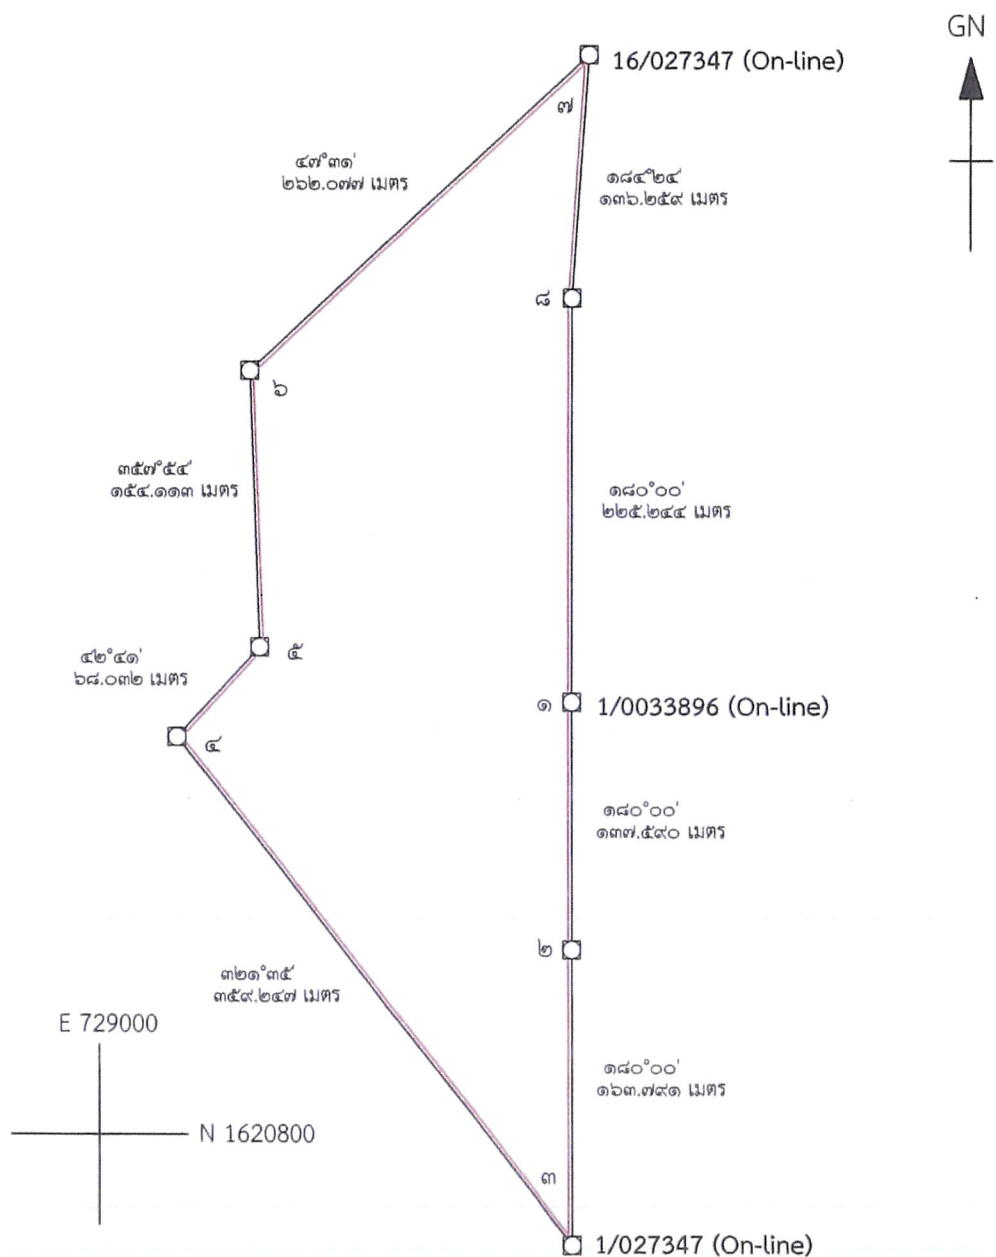 GN
16/027347 (On-line)
๗
๔๗°๓๑'
๒๖๒.๐๗๗ เมตร
๑๘๔°๒๔'
๑๓๖.๒๕๙ เมตร
๘
๖
๓๕๗°๕๔'
๑๕๔.๑๑๓ เมตร
๑๘๐°๐๐'
๒๒๕.๒๔๔ เมตร
๕
๔๒°๔๑'
๖๘.๐๓๒ เมตร
๑ 1/0033896 (On-line)
๔
๑๘๐°๐๐'
๑๓๗.๕๙๐ เมตร
๒
๓๒๑°๓๕'
๓๕๙.๒๔๗ เมตร
E 729000
๑๘๐°๐๐'
๑๖๓.๗๙๑ เมตร
N 1620800
๓
1/027347 (On-line)